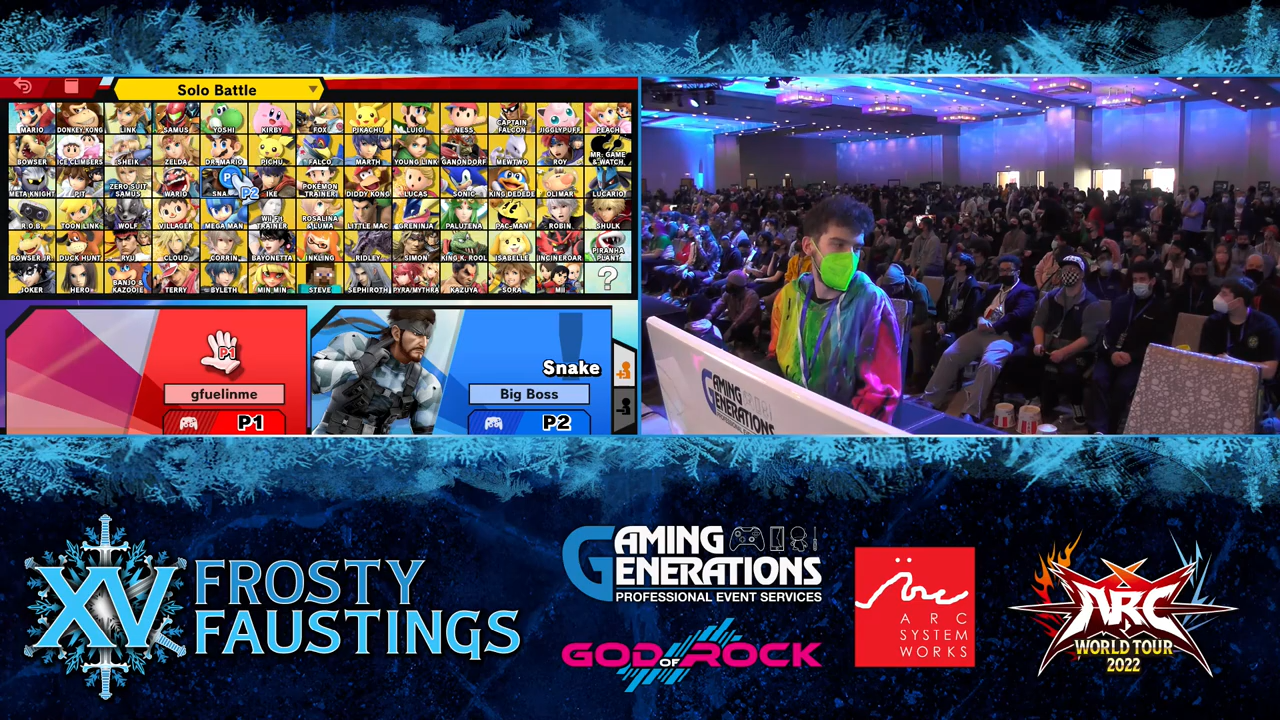 Solo Battle
MARIO
DONKEY KONG
LINK
SAMUS
YOSHI
KIRBY
FOX
PIKACHU
LUIGI
NESS
CAPTAIN FALCON
JIGGLYPUFF
PEACH
BOWSER
ICE CLIMBERS
SHEIK
ZELDA
DR. MARIO
PICHU
FALCO
MARTH
YOUNG LINK
GANONDORF
MEWTWO
ROY
MR. GAME & WATCH
META KNIGHT
PIT
ZERO SUIT SAMUS
WARIO
SNA
P2
IKE
POKÉMON TRAINER
DIDDY KONG
LUCAS
SONIC
KING DEDEDE
OLIMAR
LUCARIO
R.O.B.
TOON LINK
WOLF
VILLAGER
MEGA MAN
Wii Fit TRAINER
ROSALINA & LUMA
LITTLE MAC
GRENINJA
PALUTENA
PAC-MAN
ROBIN
SHULK
BOWSER JR.
DUCK HUNT
RYU
CLOUD
CORRIN
BAYONETTA
INKLING
RIDLEY
SIMON
KING K. ROOL
ISABELLE
INCINEROAR
PIRANHA PLANT
JOKER
HERO
BANJO & KAZOOIE
TERRY
BYLETH
MIN MIN
STEVE
SEPHIROTH
PYRA/MYTHRA
KAZUYA
SORA
MII
?
P1
gfuelinme
P1
Snake
Big Boss
P2
GAMING
GENERATIONS
XV FROSTY
FAUSTINGS
GAMING
GENERATIONS
PROFESSIONAL EVENT SERVICES
GOD OF ROCK
ARC
SYSTEM
WORKS
ARC
WORLD TOUR
2022